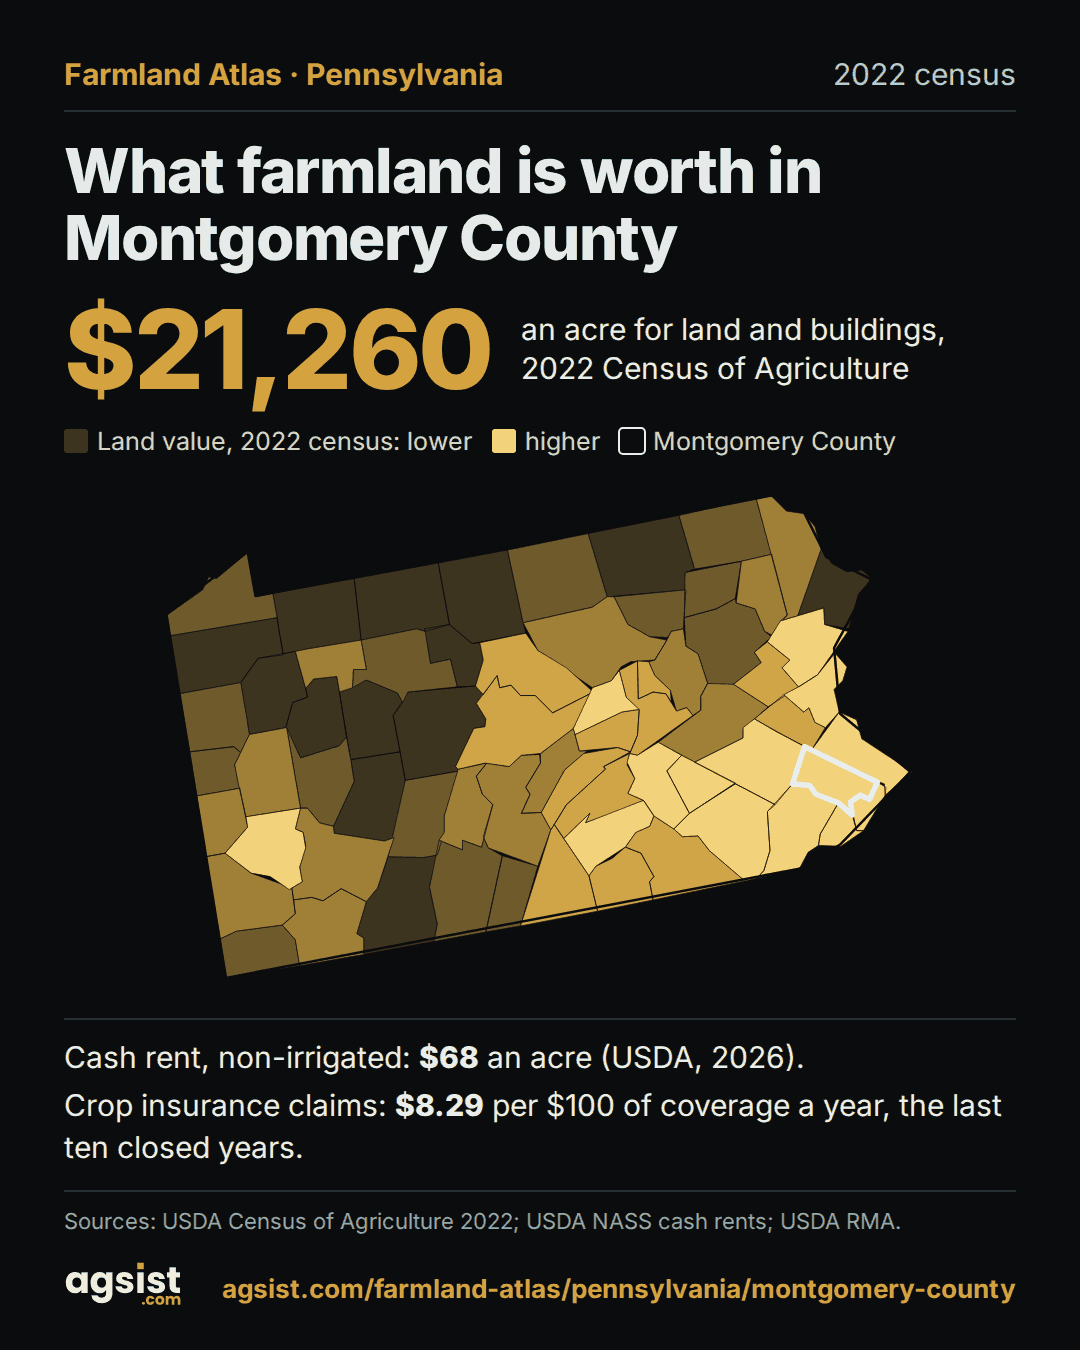 Farmland Atlas · Pennsylvania
2022 census
What farmland is worth in
Montgomery County
$21,260
an acre for land and buildings,
2022 Census of Agriculture
Land value, 2022 census: lower
higher
Montgomery County
Cash rent, non-irrigated: $68 an acre (USDA, 2026).
Crop insurance claims: $8.29 per $100 of coverage a year, the last
ten closed years.
Sources: USDA Census of Agriculture 2022; USDA NASS cash rents; USDA RMA.
agsist
.com
agsist.com/farmland-atlas/pennsylvania/montgomery-county